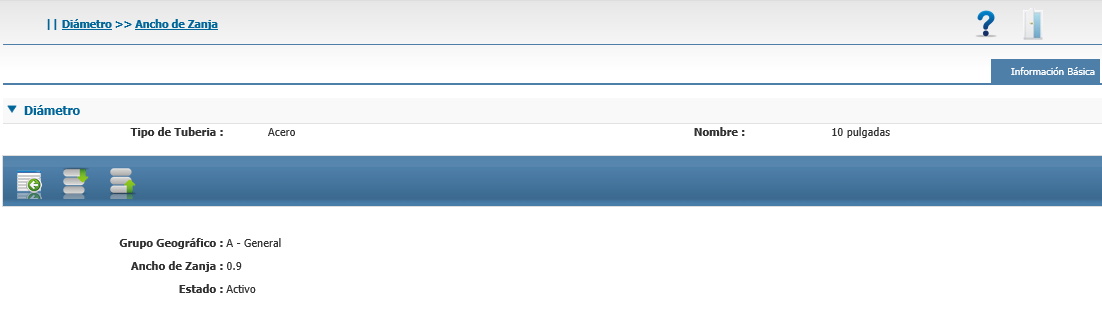 || Diámetro >> Ancho de Zanja
Información Básica
Diámetro
Tipo de Tuberia : Acero Nombre : 10 pulgadas
Grupo Geográfico : A - General
Ancho de Zanja : 0.9
Estado : Activo